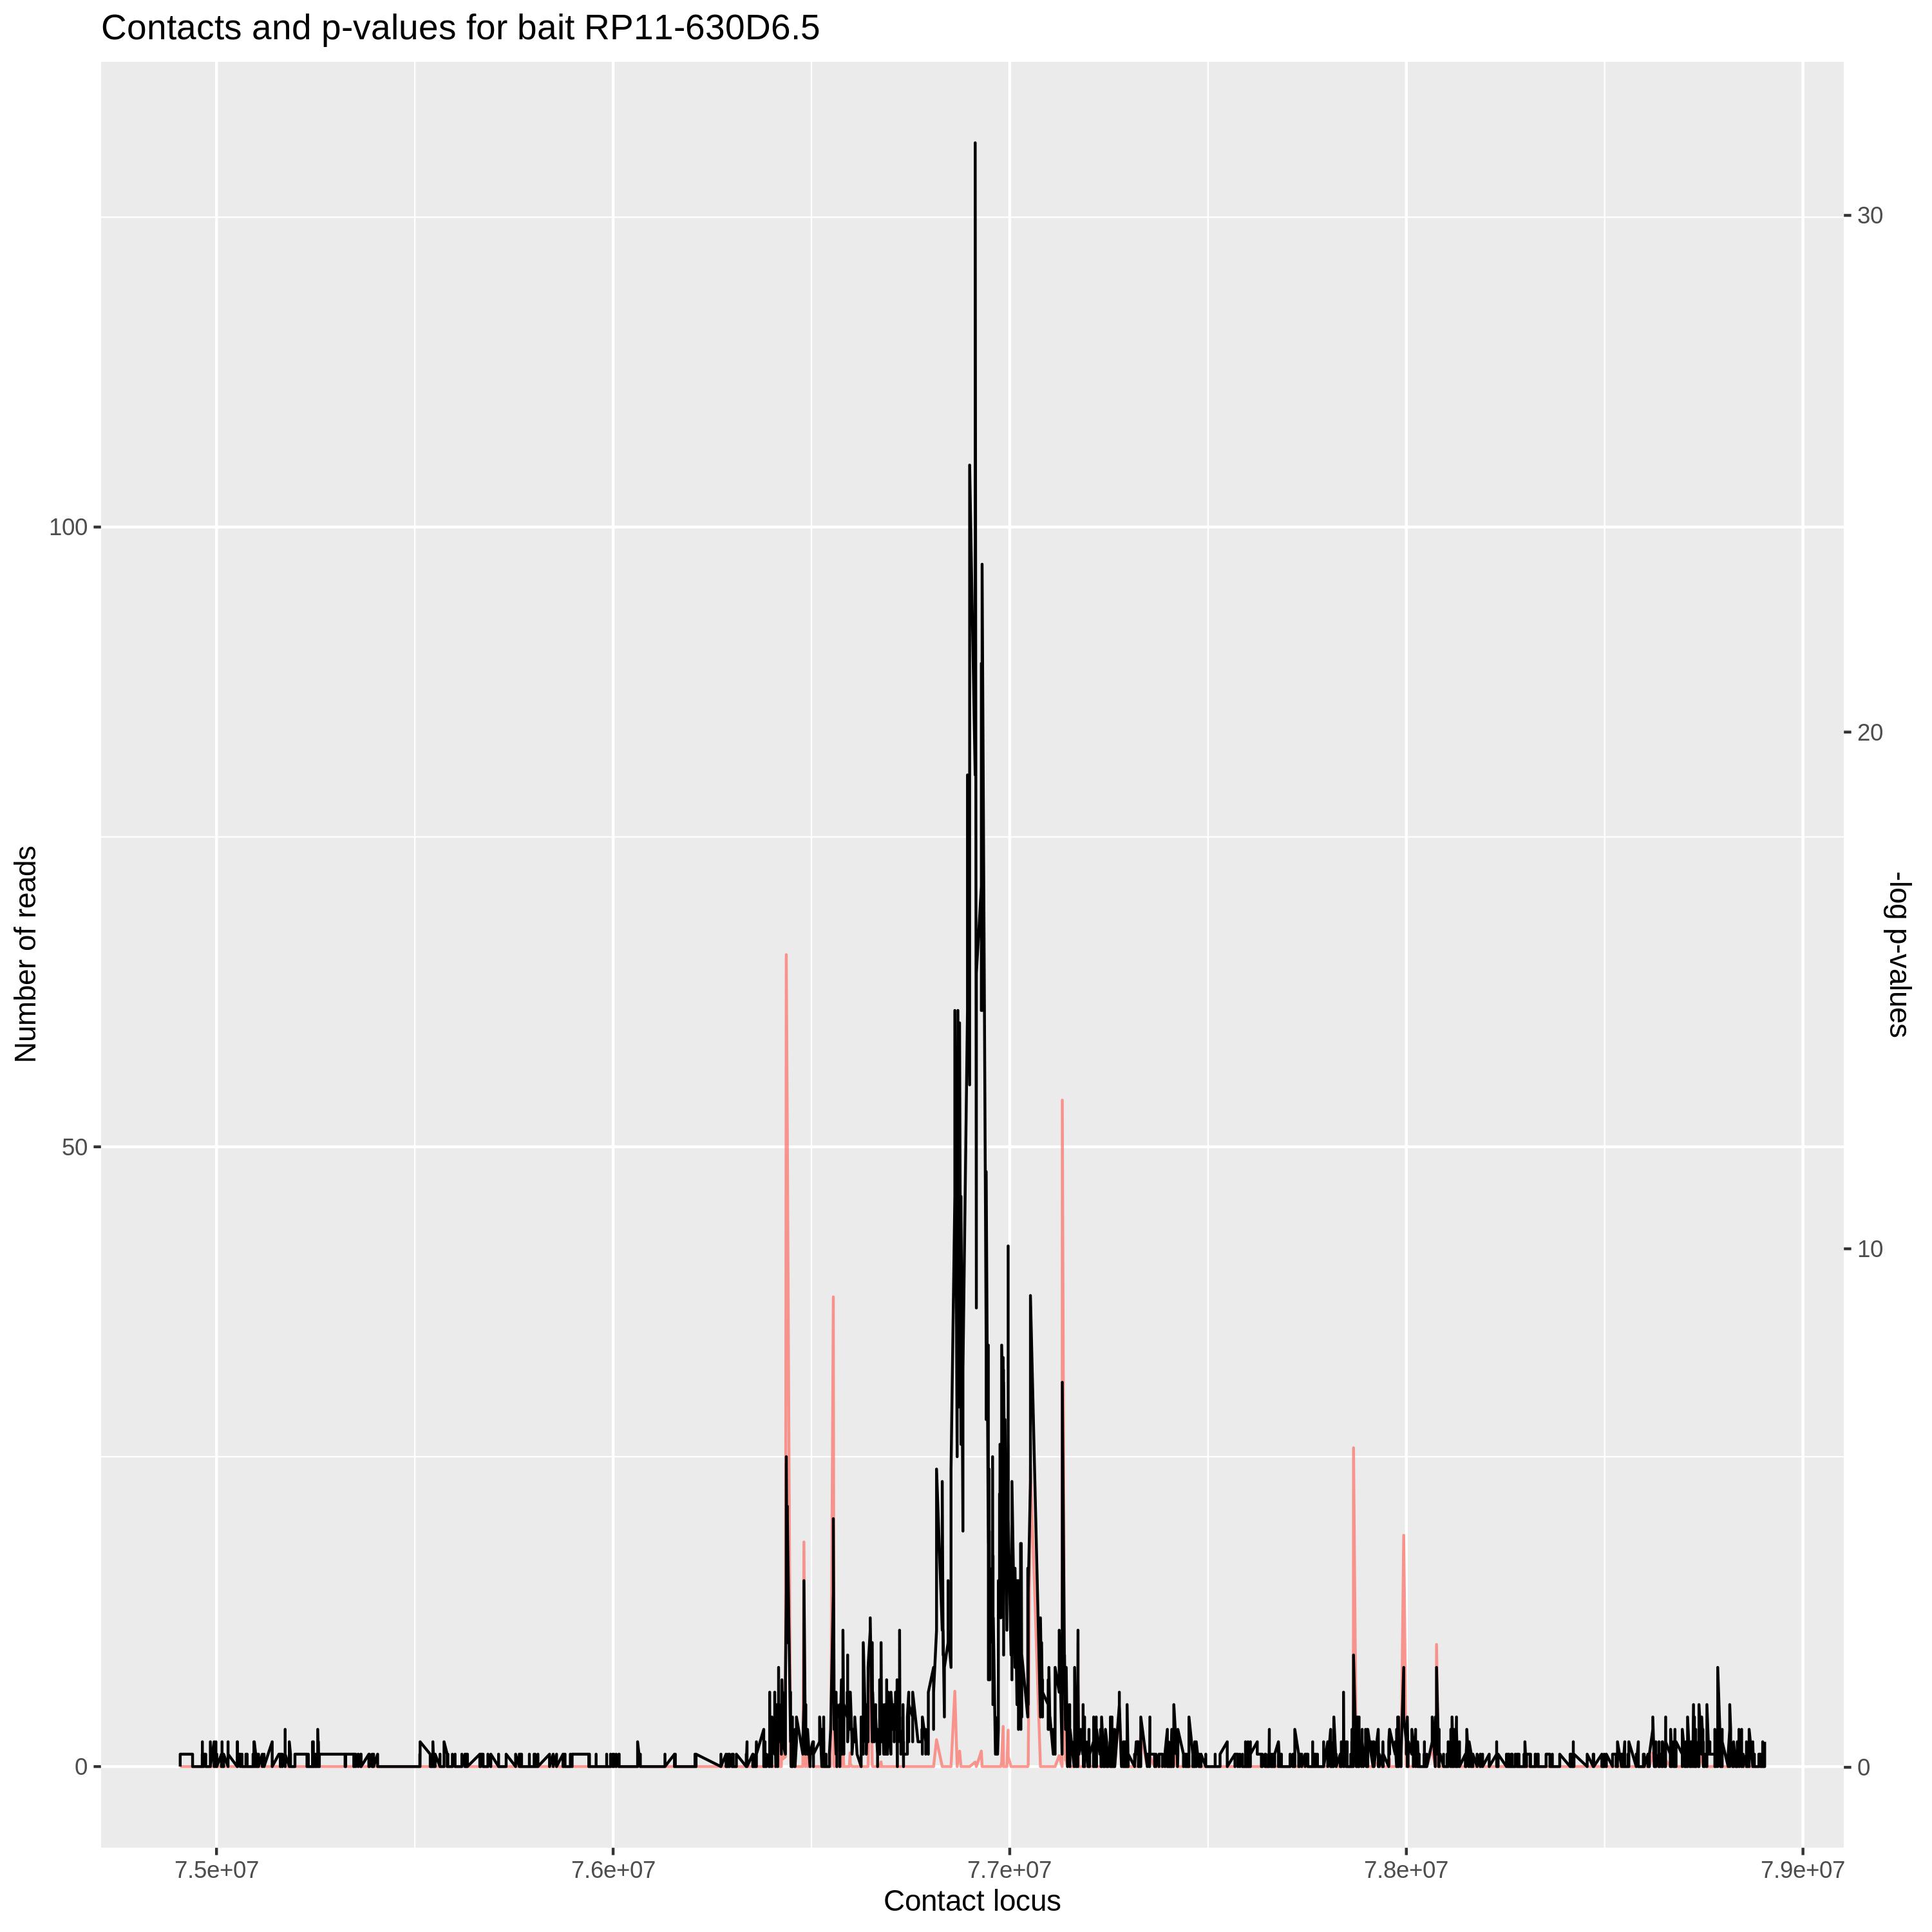 Contacts and p-values for bait RP11-630D6.5
Number of reads
100
50
0
30
20
10
0
-log p-values
7.5e+07
7.6e+07
7.7e+07
7.8e+07
7.9e+07
Contact locus